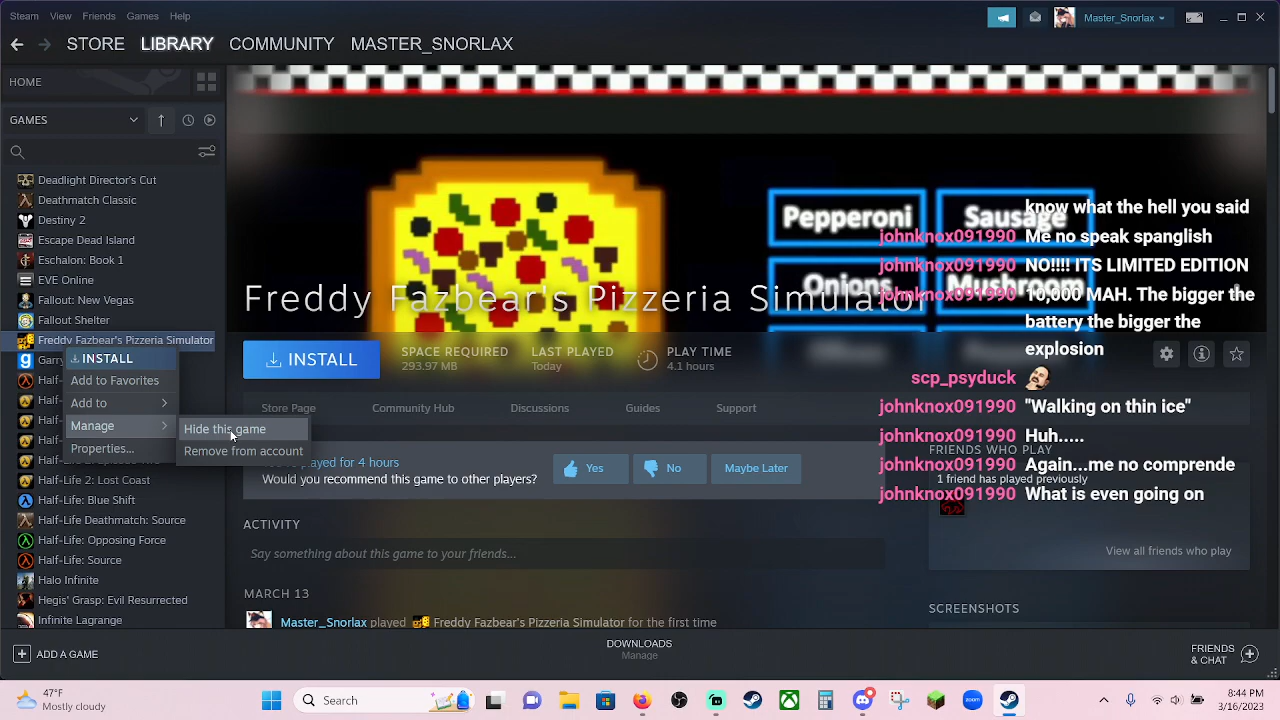 Steam View Friends Games Help
Master_Snorlax
STORE LIBRARY COMMUNITY MASTER_SNORLAX
HOME
GAMES
Deadlight Director's Cut
Deathmatch Classic
Destiny 2
Escape Dead Island
Eschalon: Book 1
EVE Online
Fallout: New Vegas
Fallout Shelter
Freddy Fazbear's Pizzeria Simulator
Garry
Half-
Half-
Half-
Half-
Half-Life 2: Lost Coast
Half-Life: Blue Shift
Half-Life Deathmatch: Source
Half-Life: Opposing Force
Half-Life: Source
Halo Infinite
Hegis' Grasp: Evil Resurrected
Infinite Lagrange
INSTALL
Add to Favorites
Add to
Manage
Properties...
Hide this game
Remove from account
Pepperoni Sausage
Onions Mushroom
Freddy Fazbear's Pizzeria Simulator
know what the hell you said
johnknox091990 Me no speak spanglish
johnknox091990 NO!!!! ITS LIMITED EDITION
johnknox091990 10,000 MAH. The bigger the
battery the bigger the
explosion
scp_psyduck
johnknox091990 "Walking on thin ice"
johnknox091990 Huh.....
johnknox091990 Again...me no comprende
johnknox091990 What is even going on
INSTALL
SPACE REQUIRED
293.97 MB
LAST PLAYED
Today
PLAY TIME
4.1 hours
Store Page Community Hub Discussions Guides Support
played for 4 hours
Would you recommend this game to other players?
Yes No Maybe Later
FRIENDS WHO PLAY
1 friend has played previously
View all friends who play
ACTIVITY
Say something about this game to your friends...
MARCH 13
Master_Snorlax played Freddy Fazbear's Pizzeria Simulator for the first time
SCREENSHOTS
ADD A GAME
DOWNLOADS
Manage
FRIENDS
& CHAT
47°F
Mostly cloudy
Search
zoom
8:44 PM
3/16/2023